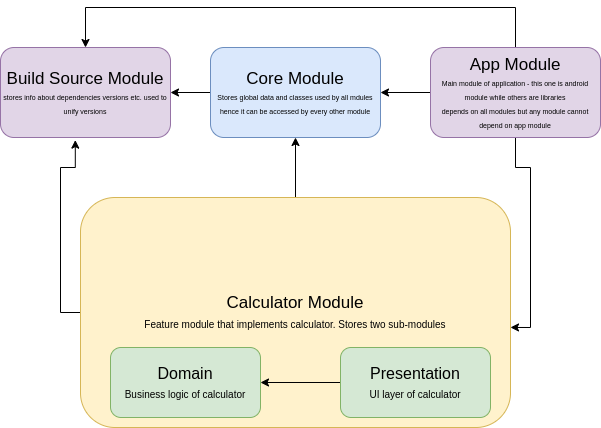 Build Source Module
stores info about dependencies versions etc. used to
unify versions
Core Module
Stores global data and classes used by all mdules
hence it can be accessed by every other module
App Module
Main module of application - this one is android
module while others are libraries
depends on all modules but any module cannot
depend on app module
Calculator Module
Feature module that implements calculator. Stores two sub-modules
Domain
Business logic of calculator
Presentation
UI layer of calculator